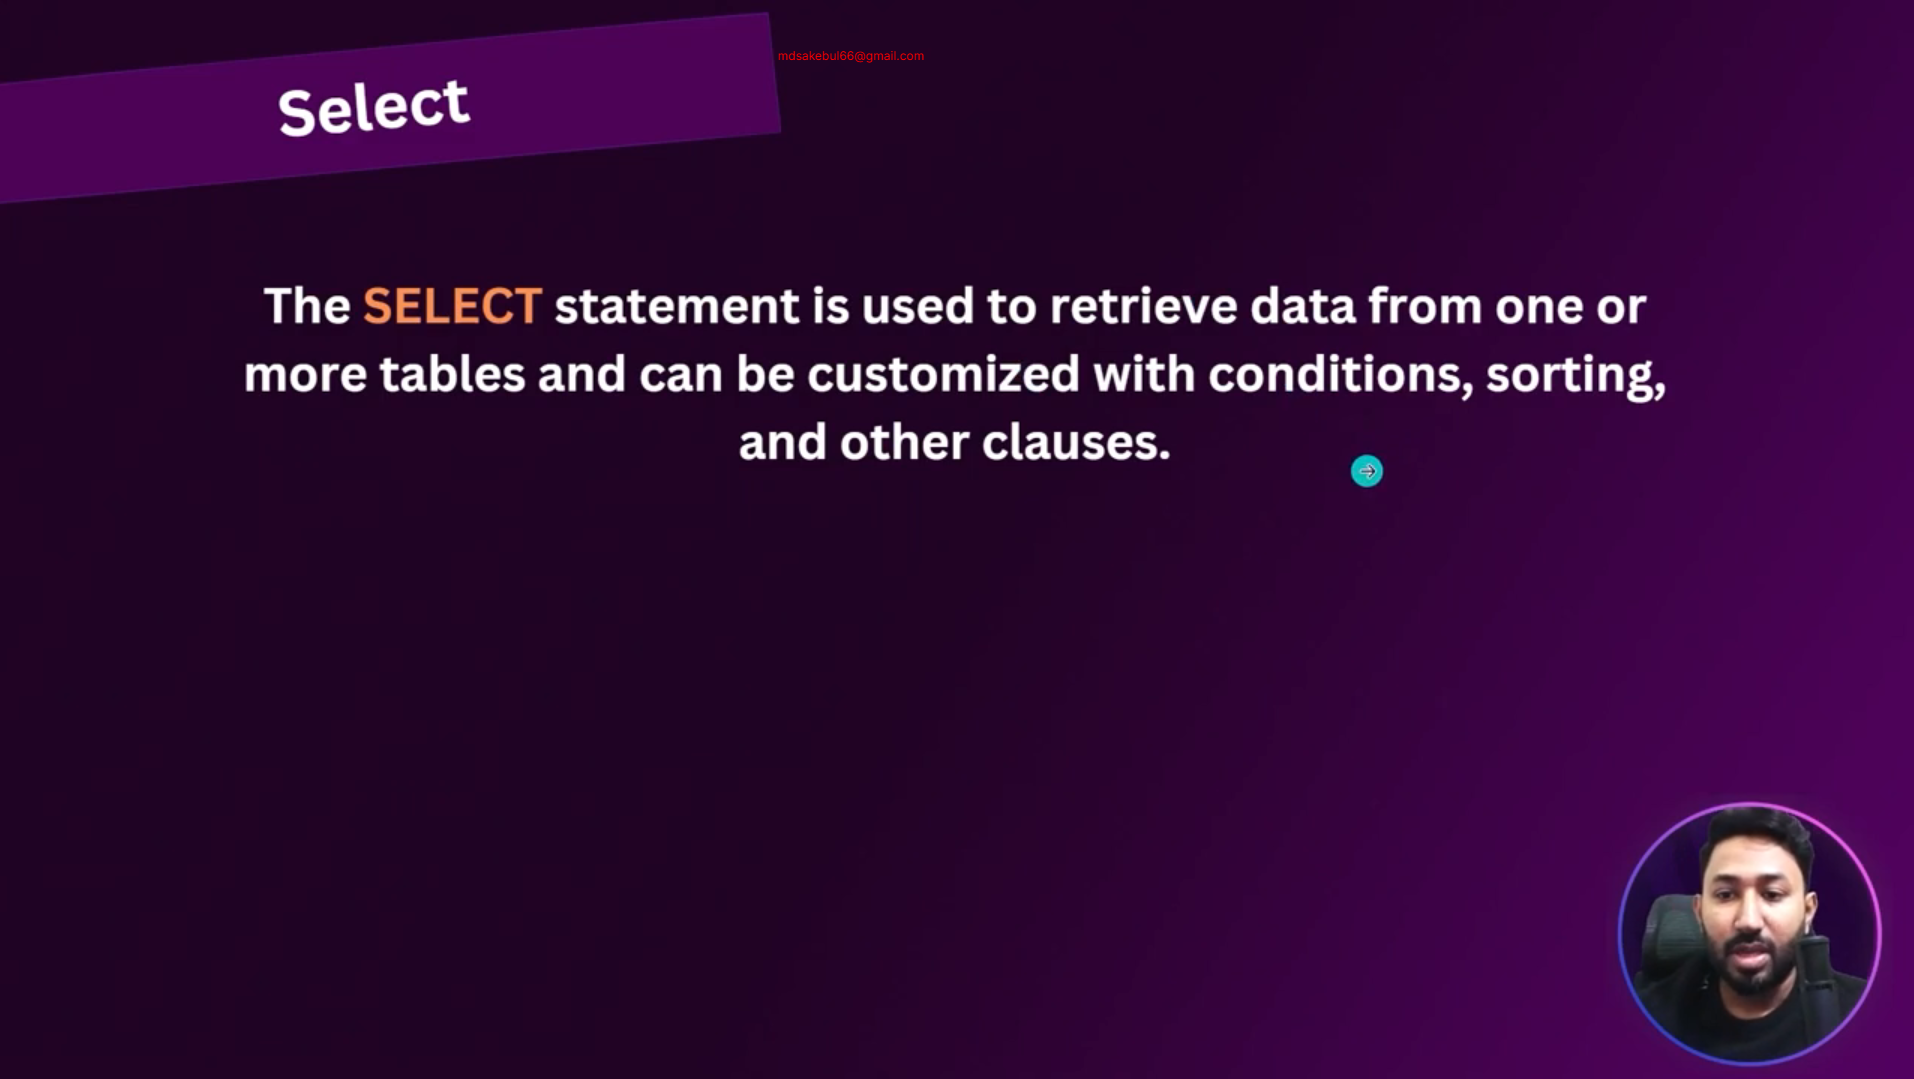 Select
mdsakebul66@gmail.com
The SELECT statement is used to retrieve data from one or
more tables and can be customized with conditions, sorting,
and other clauses.